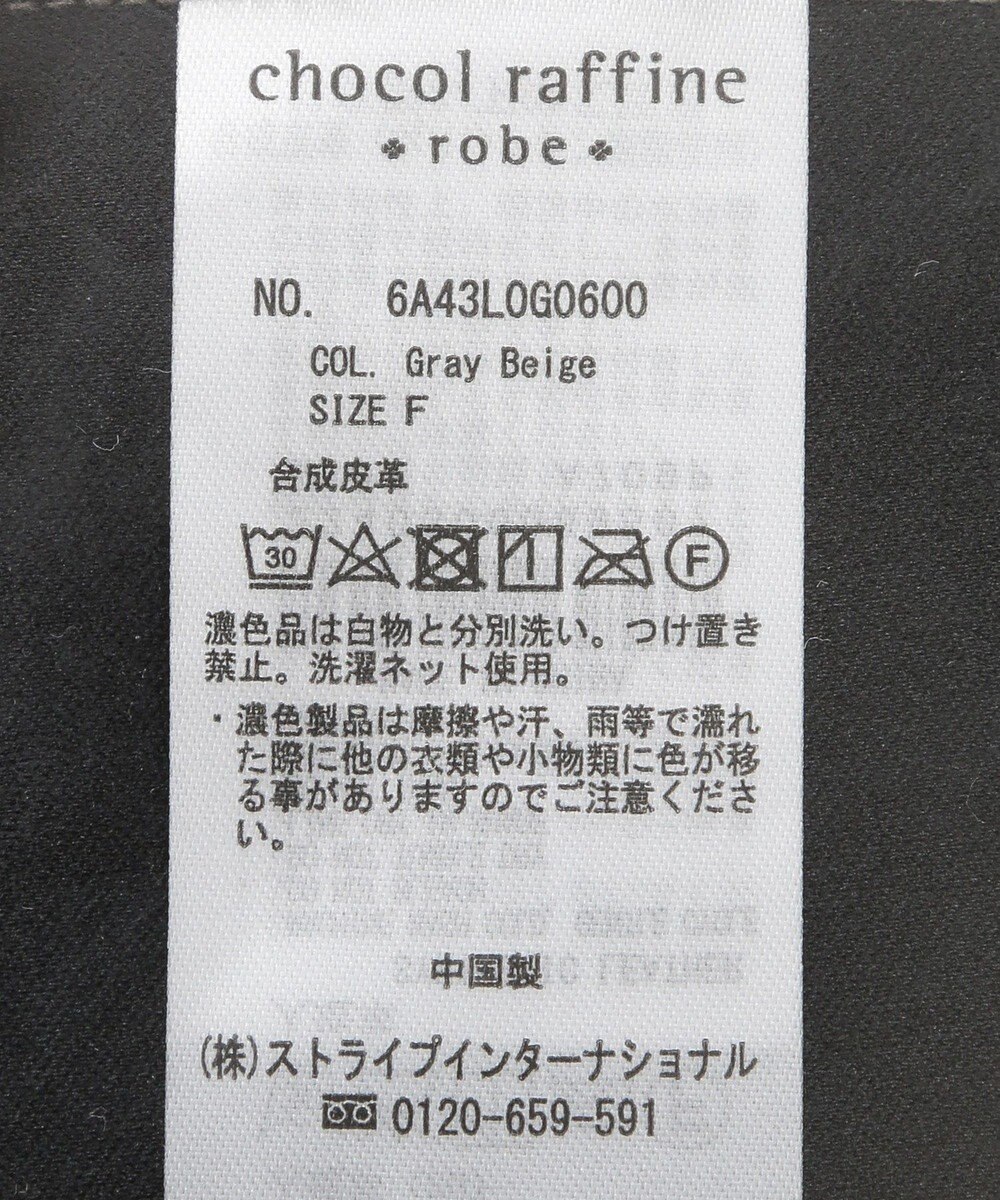 chocol raffine
robe
NO. 6A43L0G0600
COL. Gray Beige
SIZE F
合成皮革
30 F
濃色品は白物と分別洗い。つけ置き
禁止。洗濯ネット使用。
・濃色製品は摩擦や汗、雨等で濡れ
た際に他の衣類や小物類に色が移
る事がありますのでご注意くださ
い。
中国製
(株)ストライプインターナショナル
0120-659-591